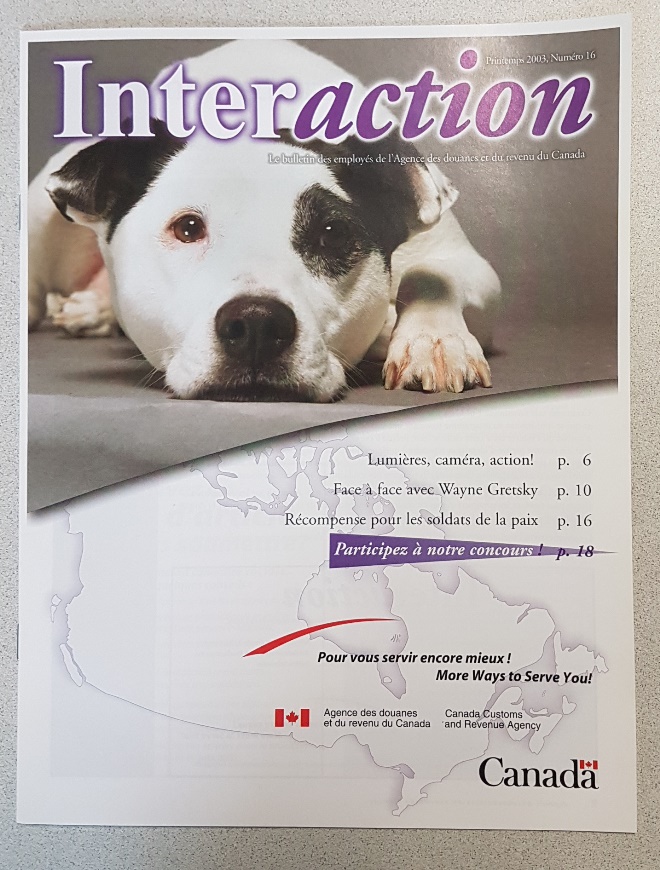 Printemps 2003, Numéro 16
Interaction
Le bulletin des employés de l'Agence des douanes et du revenu du Canada
Lumières, caméra, action! p. 6
Face à face avec Wayne Gretsky p. 10
Récompense pour les soldats de la paix p. 16
Participez à notre concours ! p. 18
Pour vous servir encore mieux !
More Ways to Serve You!
Agence des douanes Canada Customs
et du revenu du Canada and Revenue Agency
Canada